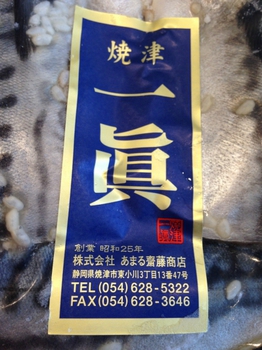 焼津
一眞
創業 昭和25年
株式会社 あまる齋藤商店
静岡県焼津市東小川3丁目13番47号
TEL(054)628-5322
FAX(054)628-3646